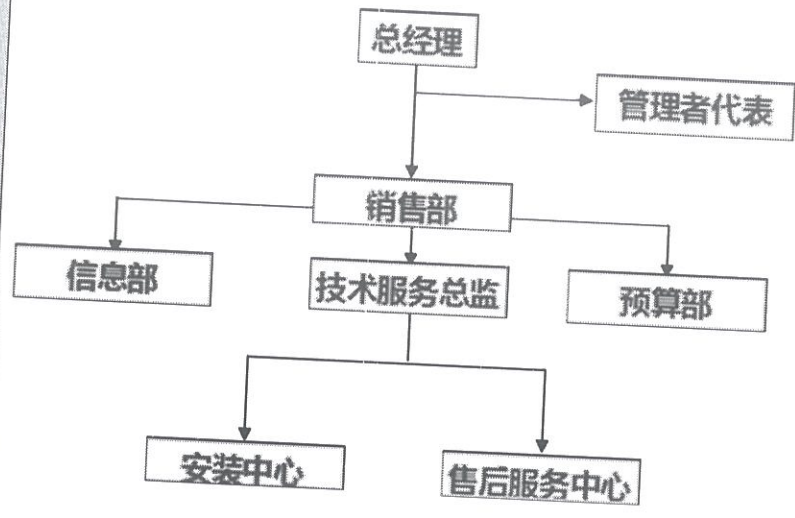 总经理
管理者代表
销售部
信息部
技术服务总监
预算部
安装中心
售后服务中心